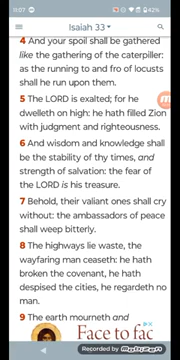 11:07
42%
Isaiah 33
4 And your spoil shall be gathered
like the gathering of the caterpiller:
as the running to and fro of locusts
shall he run upon them.
5 The LORD is exalted; for he
dwelleth on high: he hath filled Zion
with judgment and righteousness.
6 And wisdom and knowledge shall
be the stability of thy times, and
strength of salvation: the fear of
the LORD is his treasure.
7 Behold, their valiant ones shall cry
without: the ambassadors of peace
shall weep bitterly.
8 The highways lie waste, the
wayfaring man ceaseth: he hath
broken the covenant, he hath
despised the cities, he regardeth no
man.
9 The earth mourneth and
Face to fac
Recorded by